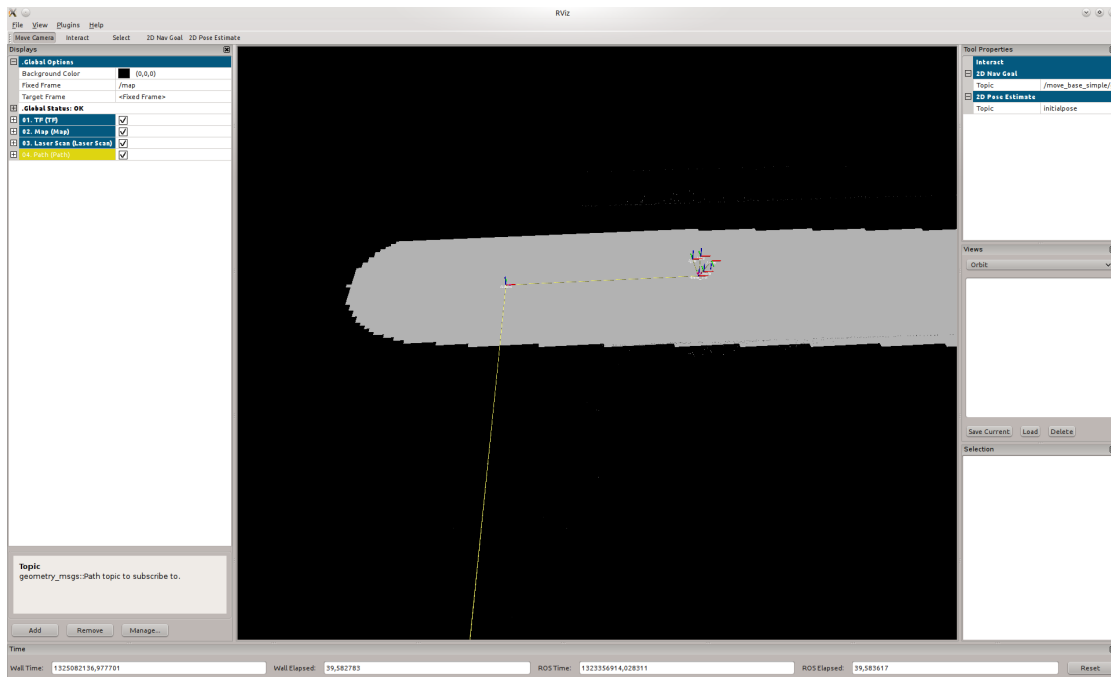 RViz
File View Plugins Help
Move Camera Interact Select 2D Nav Goal 2D Pose Estimate
Displays
.Global Options
Background Color (0,0,0)
Fixed Frame /map
Target Frame <Fixed Frame>
.Global Status: OK
01. TF (TF)
02. Map (Map)
03. Laser Scan (Laser Scan)
04. Path (Path)
Topic
geometry_msgs::Path topic to subscribe to.
Add Remove Manage...
Tool Properties
Interact
2D Nav Goal
Topic /move_base_simple/
2D Pose Estimate
Topic initialpose
Views
Orbit
Save Current Load Delete
Selection
Time
Wall Time: 1325082136,977701 Wall Elapsed: 39,582783 ROS Time: 1323356914,028311 ROS Elapsed: 39,583617 Reset